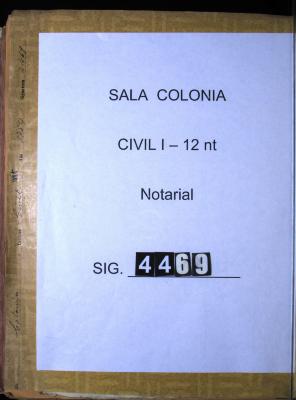 SALA COLONIA
CIVIL I – 12 nt
Notarial
SIG. 4469